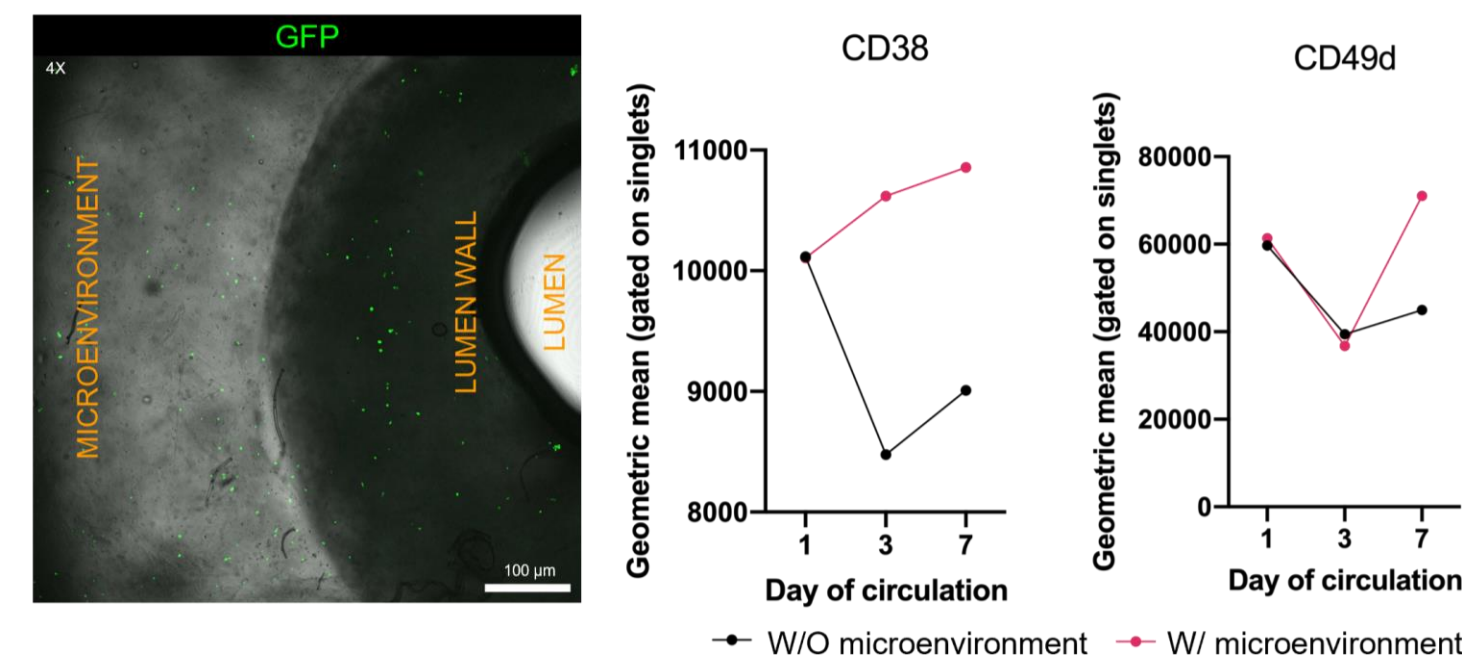 GFP
4X
MICROENVIRONMENT
LUMEN WALL
LUMEN
100 µm
CD38
Geometric mean (gated on singlets)
11000
10000
9000
8000
1 3 7
Day of circulation
CD49d
Geometric mean (gated on singlets)
80000
60000
40000
20000
0
1 3 7
Day of circulation
W/O microenvironment W/ microenvironment